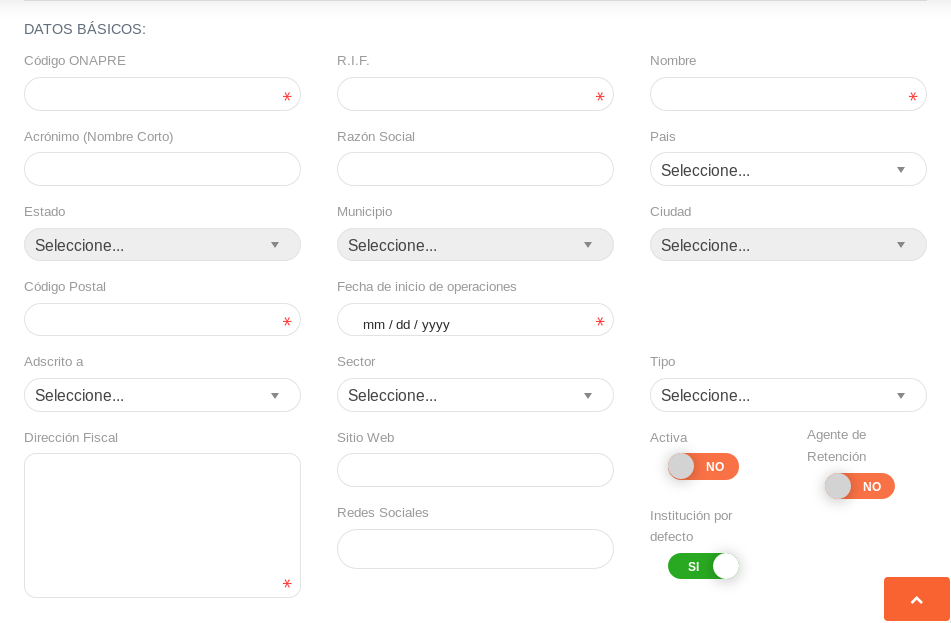 DATOS BÁSICOS:
Código ONAPRE
R.I.F.
Nombre
*
*
*
Acrónimo (Nombre Corto)
Razón Social
Pais
Seleccione...
Estado
Municipio
Ciudad
Seleccione...
Seleccione...
Seleccione...
Código Postal
Fecha de inicio de operaciones
*
mm / dd / yyyy
*
Adscrito a
Sector
Tipo
Seleccione...
Seleccione...
Seleccione...
Dirección Fiscal
*
Sitio Web
Redes Sociales
Activa
NO
Agente de
Retención
NO
Institución por
defecto
SI